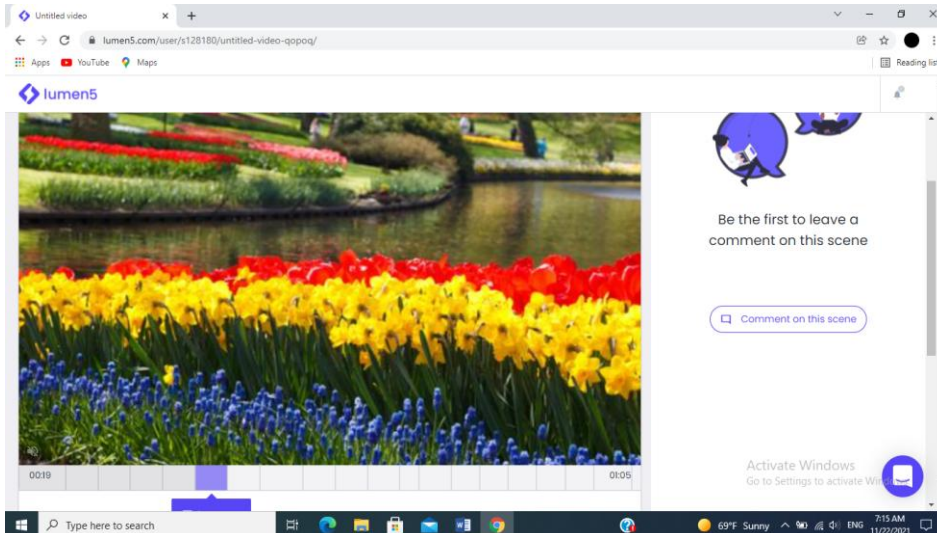 Untitled video
lumen5.com/user/s128180/untitled-video-qopoq/
Apps YouTube Maps
Reading list
lumen5
Be the first to leave a
comment on this scene
Comment on this scene
00:19
01:05
Activate Windows
Go to Settings to activate
Type here to search
69°F Sunny
ENG
7:15 AM
11/22/2021